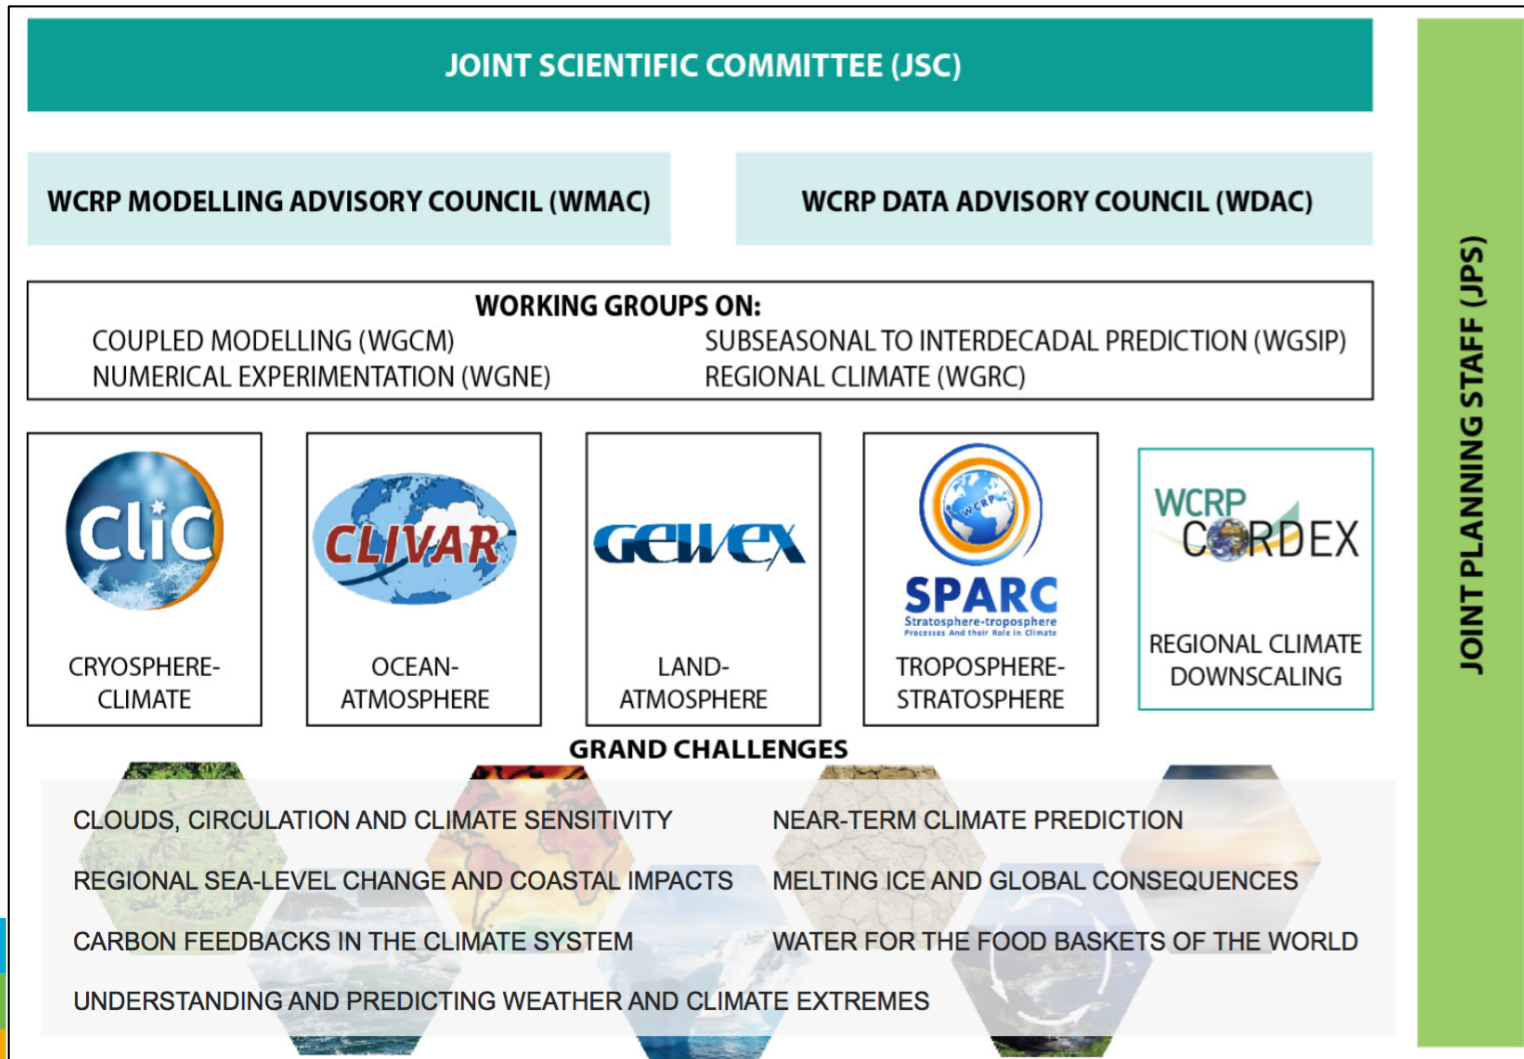 JOINT SCIENTIFIC COMMITTEE (JSC)
WCRP MODELLING ADVISORY COUNCIL (WMAC)
WCRP DATA ADVISORY COUNCIL (WDAC)
WORKING GROUPS ON:
COUPLED MODELLING (WGCM)
SUBSEASONAL TO INTERDECADAL PREDICTION (WGSIP)
NUMERICAL EXPERIMENTATION (WGNE)
REGIONAL CLIMATE (WGRC)
Clic
CRYOSPHERE-
CLIMATE
CLIVAR
OCEAN-
ATMOSPHERE
GEWEX
LAND-
ATMOSPHERE
WCRP
SPARC
Stratosphere-troposphere
Processes And their Role in Climate
TROPOSPHERE-
STRATOSPHERE
WCRP
CORDEX
REGIONAL CLIMATE
DOWNSCALING
GRAND CHALLENGES
CLOUDS, CIRCULATION AND CLIMATE SENSITIVITY
NEAR-TERM CLIMATE PREDICTION
REGIONAL SEA-LEVEL CHANGE AND COASTAL IMPACTS
MELTING ICE AND GLOBAL CONSEQUENCES
CARBON FEEDBACKS IN THE CLIMATE SYSTEM
WATER FOR THE FOOD BASKETS OF THE WORLD
UNDERSTANDING AND PREDICTING WEATHER AND CLIMATE EXTREMES
JOINT PLANNING STAFF (JPS)